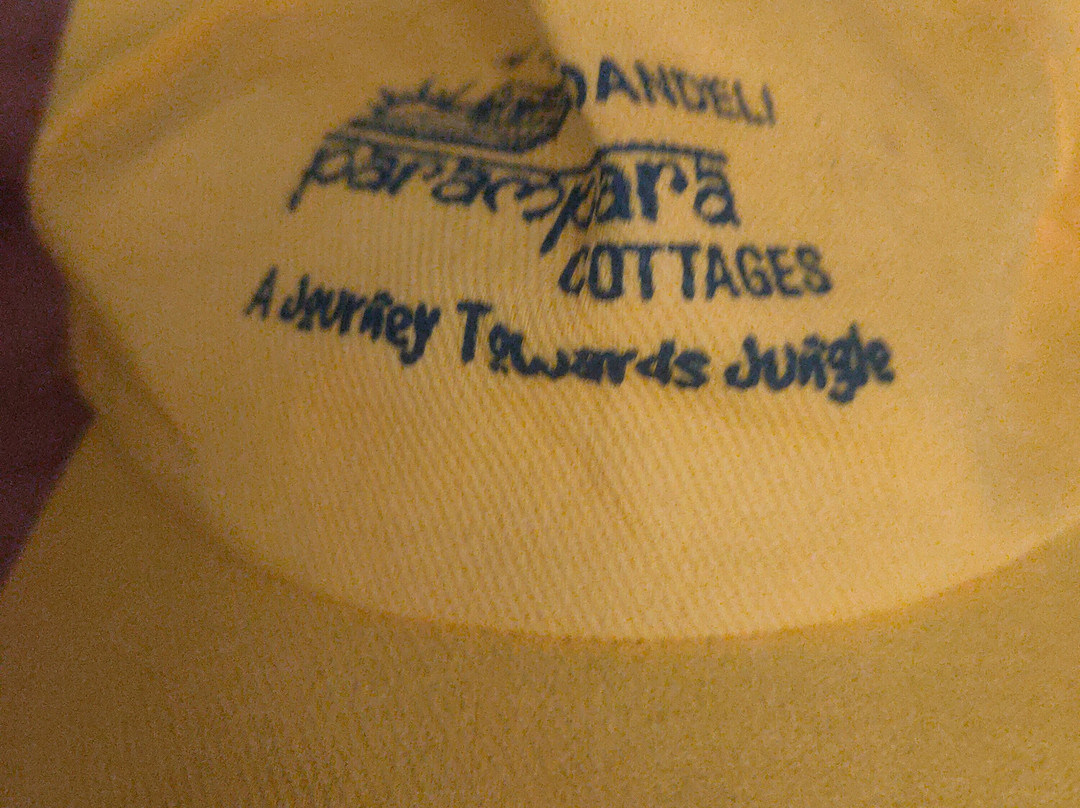 DANDELI
parampara
COTTAGES
A Journey Towards Jungle